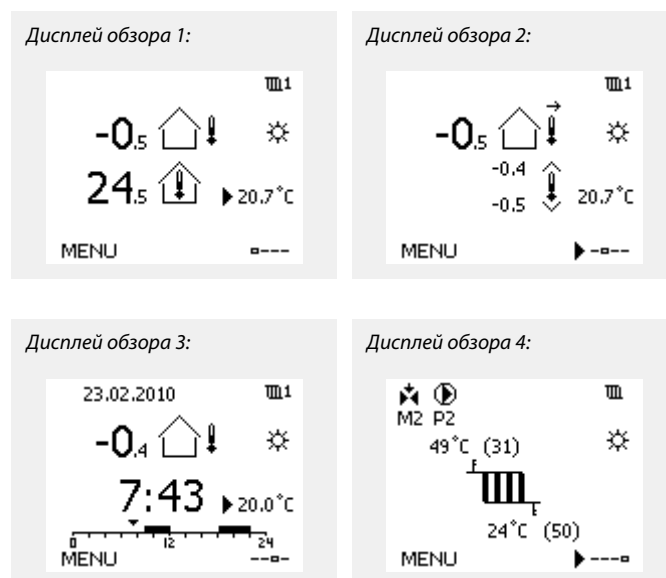 Дисплей обзора 1:
1
-0.5
24.5
20.7°C
MENU
Дисплей обзора 2:
1
-0.5
-0.4
-0.5
20.7°C
MENU
Дисплей обзора 3:
23.02.2010
1
-0.4
7:43
20.0°C
0 12 24
MENU
Дисплей обзора 4:
M2 P2
49°C (31)
F
E
24°C (50)
MENU